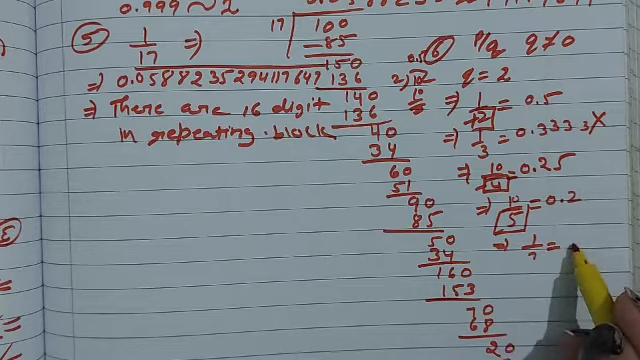 0.999 ~ 2
⑤ 1/17 ⇒
⇒ 0.0588235294117647
⇒ There are 16 digit
in repeating block
17 100
- 85
150
136
140
136
40
34
60
51
90
85
50
34
160
153
70
68
20
⑥ P/q q≠0
q = 2
⇒ 1/2 = 0.5
⇒ 1/3 = 0.3333 X
⇒ 10/4 = 0.25
⇒ 10/5 = 0.2
⇒ 1/7 =